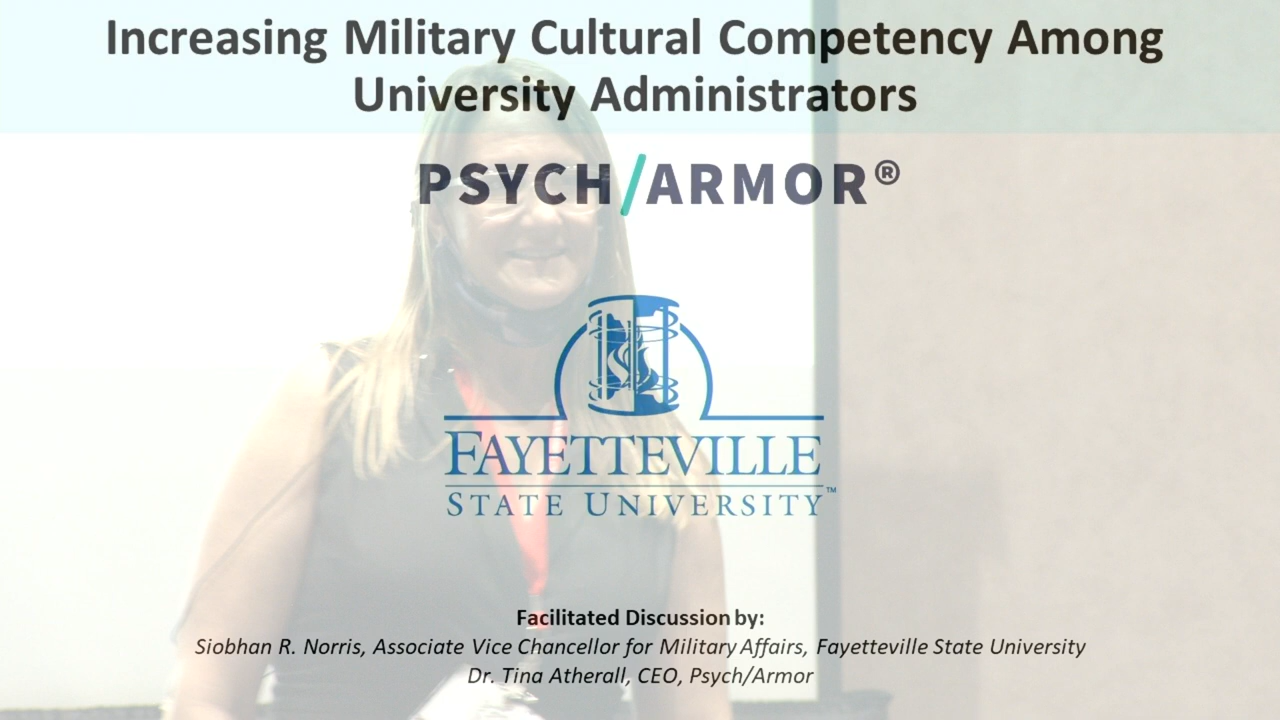 Increasing Military Cultural Competency Among
University Administrators
PSYCH/ARMOR®
FAYETTEVILLE
STATE UNIVERSITY™
Facilitated Discussion by:
Siobhan R. Norris, Associate Vice Chancellor for Military Affairs, Fayetteville State University
Dr. Tina Atherall, CEO, Psych/Armor